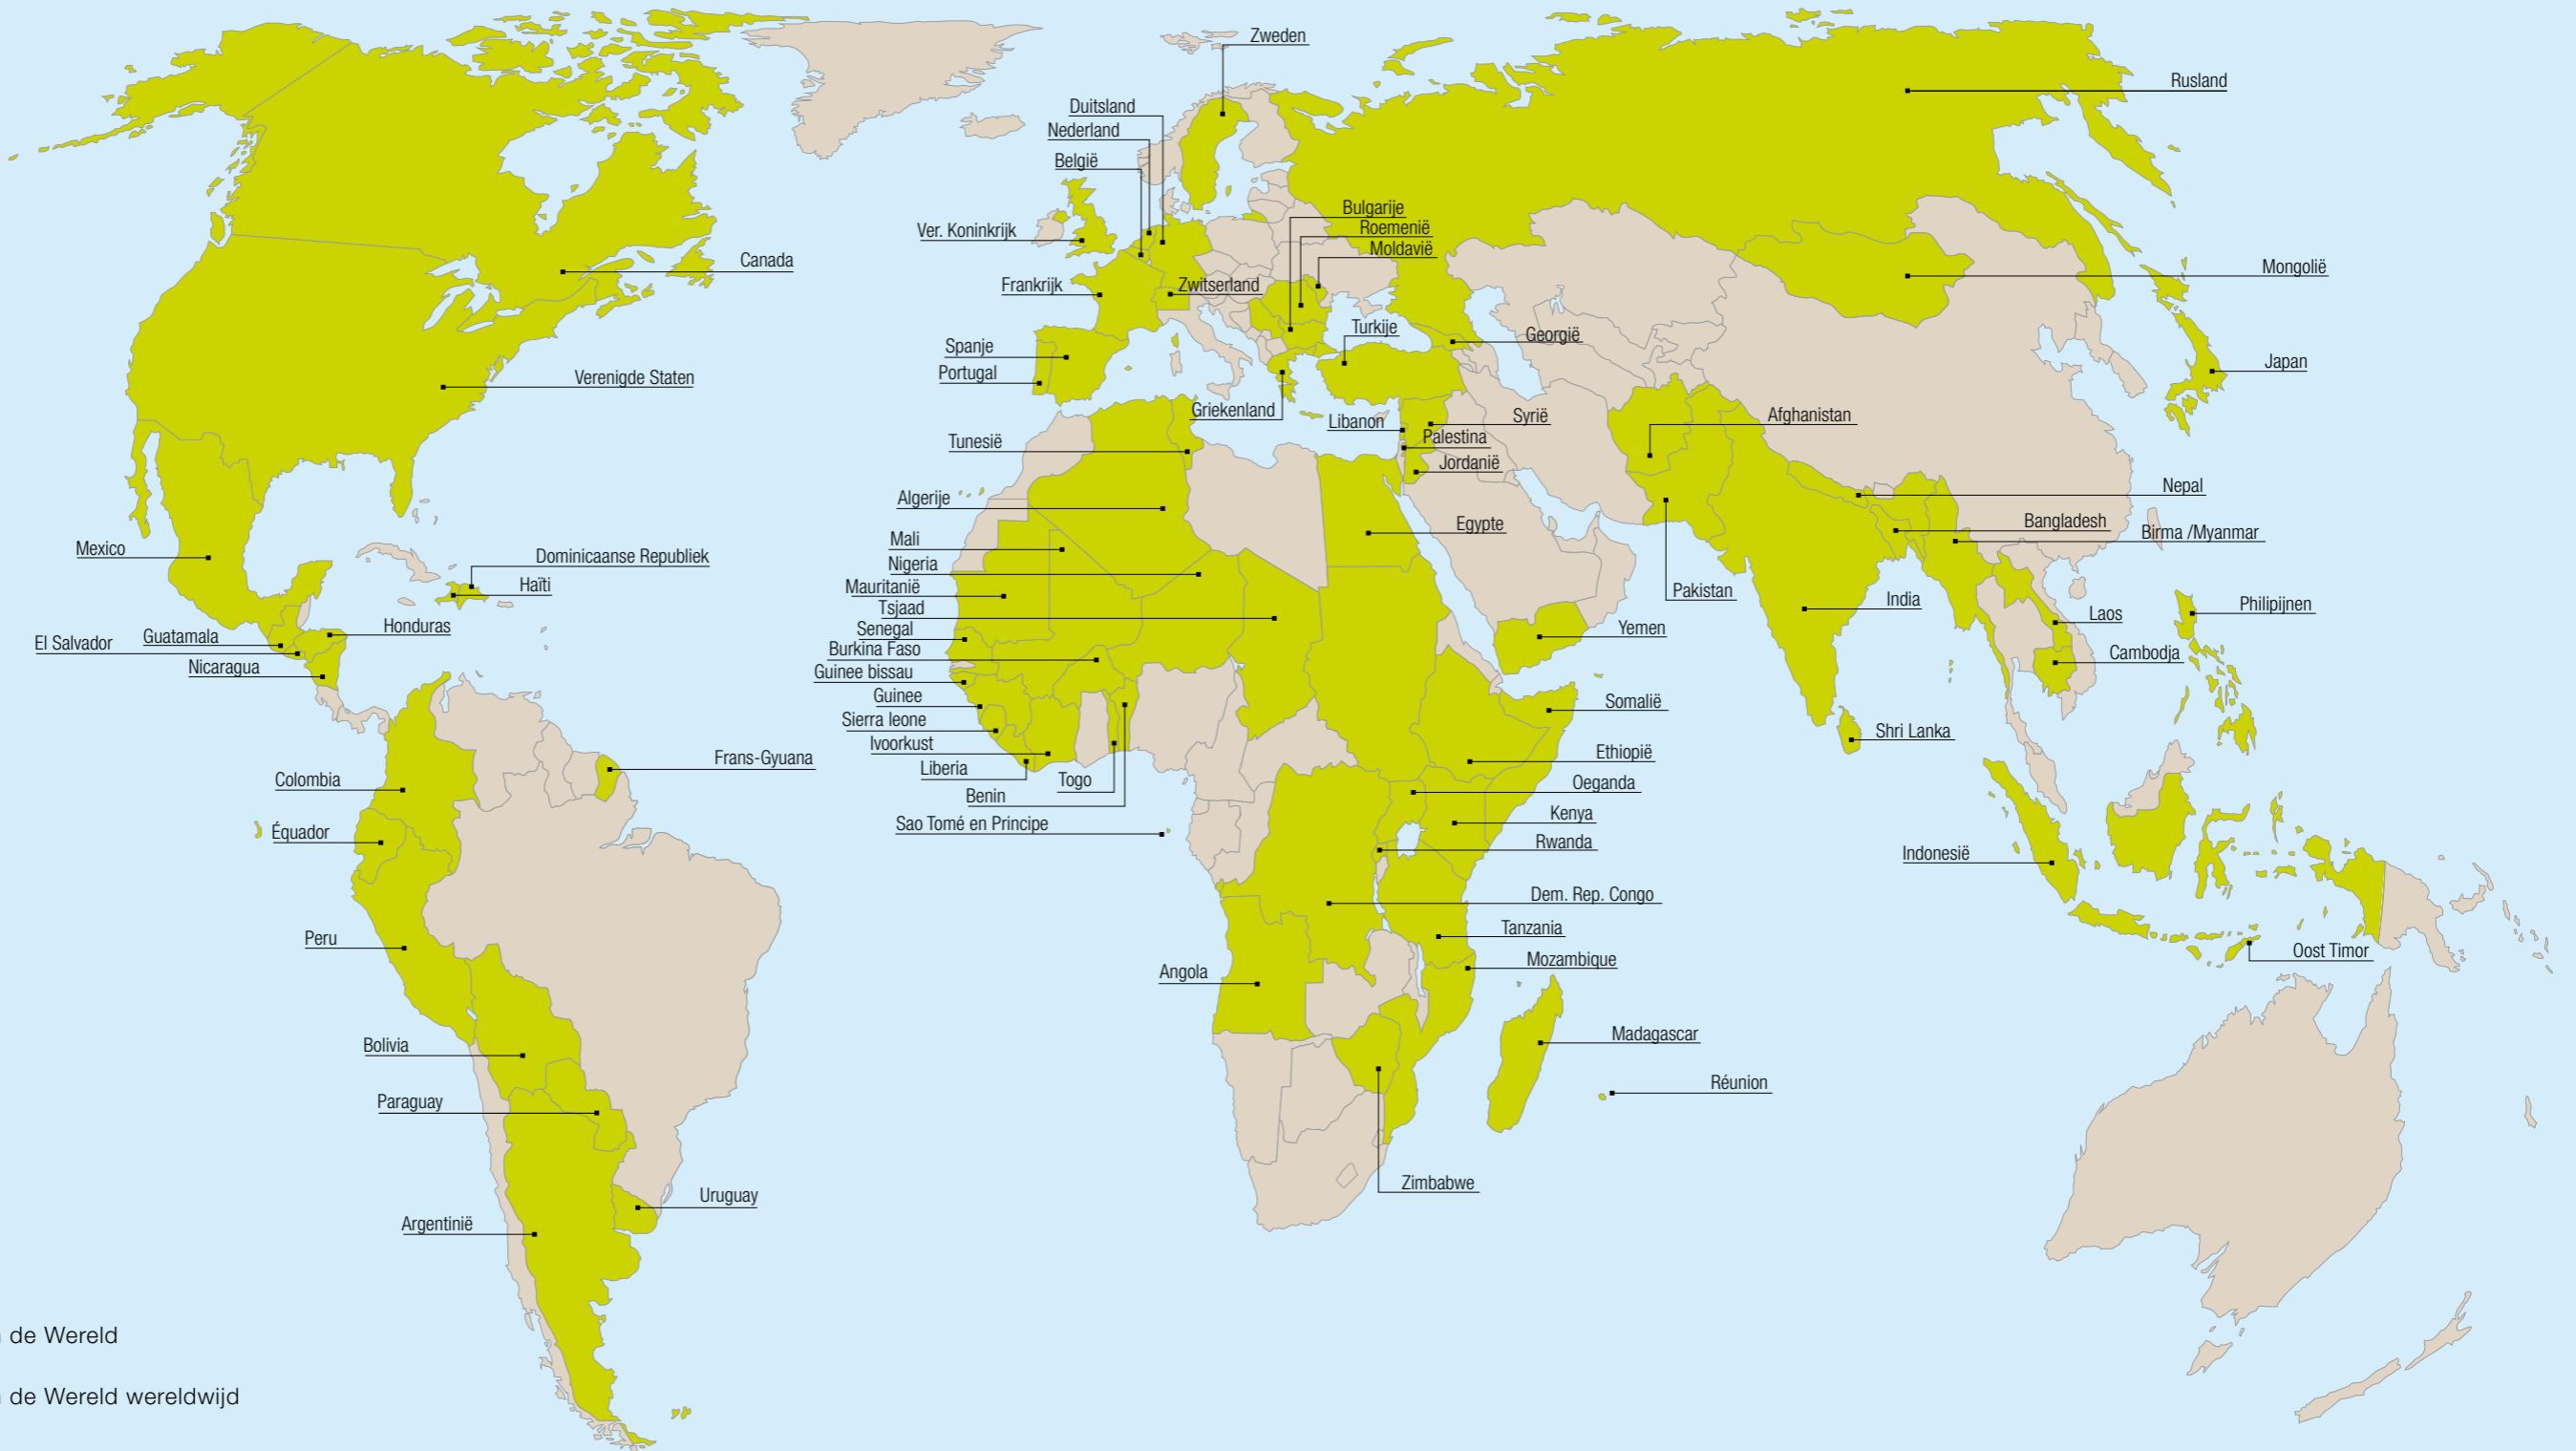 Zweden
Rusland
Duitsland
Nederland
België
Bulgarije
Roemenië
Moldavië
Ver. Koninkrijk
Canada
Mongolië
Frankrijk
Zwitserland
Turkije
Georgië
Spanje
Japan
Portugal
Verenigde Staten
Griekenland
Libanon
Syrië
Afghanistan
Palestina
Tunesië
Jordanië
Nepal
Algerije
Egypte
Bangladesh
Birma /Myanmar
Mali
Mexico
Dominicaanse Republiek
Nigeria
Haïti
Mauritanië
Pakistan
India
Tsjaad
Philipijnen
Laos
Honduras
Senegal
Yemen
Guatamala
El Salvador
Burkina Faso
Cambodja
Nicaragua
Guinee bissau
Guinee
Somalië
Sierra leone
Shri Lanka
Ivoorkust
Ethiopië
Frans-Gyuana
Liberia
Togo
Colombia
Oeganda
Benin
Kenya
Sao Tomé en Principe
Équador
Rwanda
Indonesië
Dem. Rep. Congo
Peru
Tanzania
Oost Timor
Mozambique
Angola
Madagascar
Bolivia
Réunion
Paraguay
Zimbabwe
Uruguay
Argentinië
de Wereld
de Wereld wereldwijd